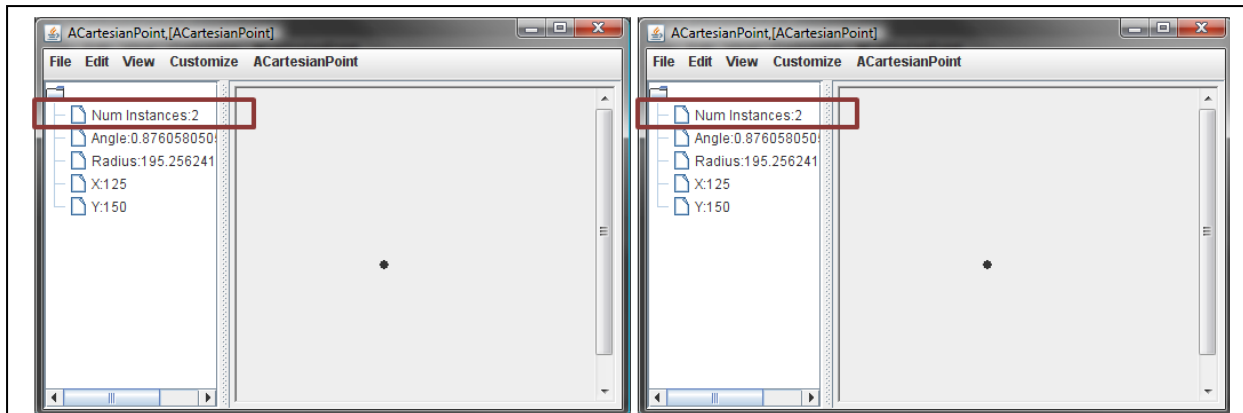 ACartesianPoint,[ACartesianPoint]
File Edit View Customize ACartesianPoint
Num Instances:2
Angle:0.876058050
Radius:195.256241
X:125
Y:150
ACartesianPoint,[ACartesianPoint]
File Edit View Customize ACartesianPoint
Num Instances:2
Angle:0.876058050
Radius:195.256241
X:125
Y:150